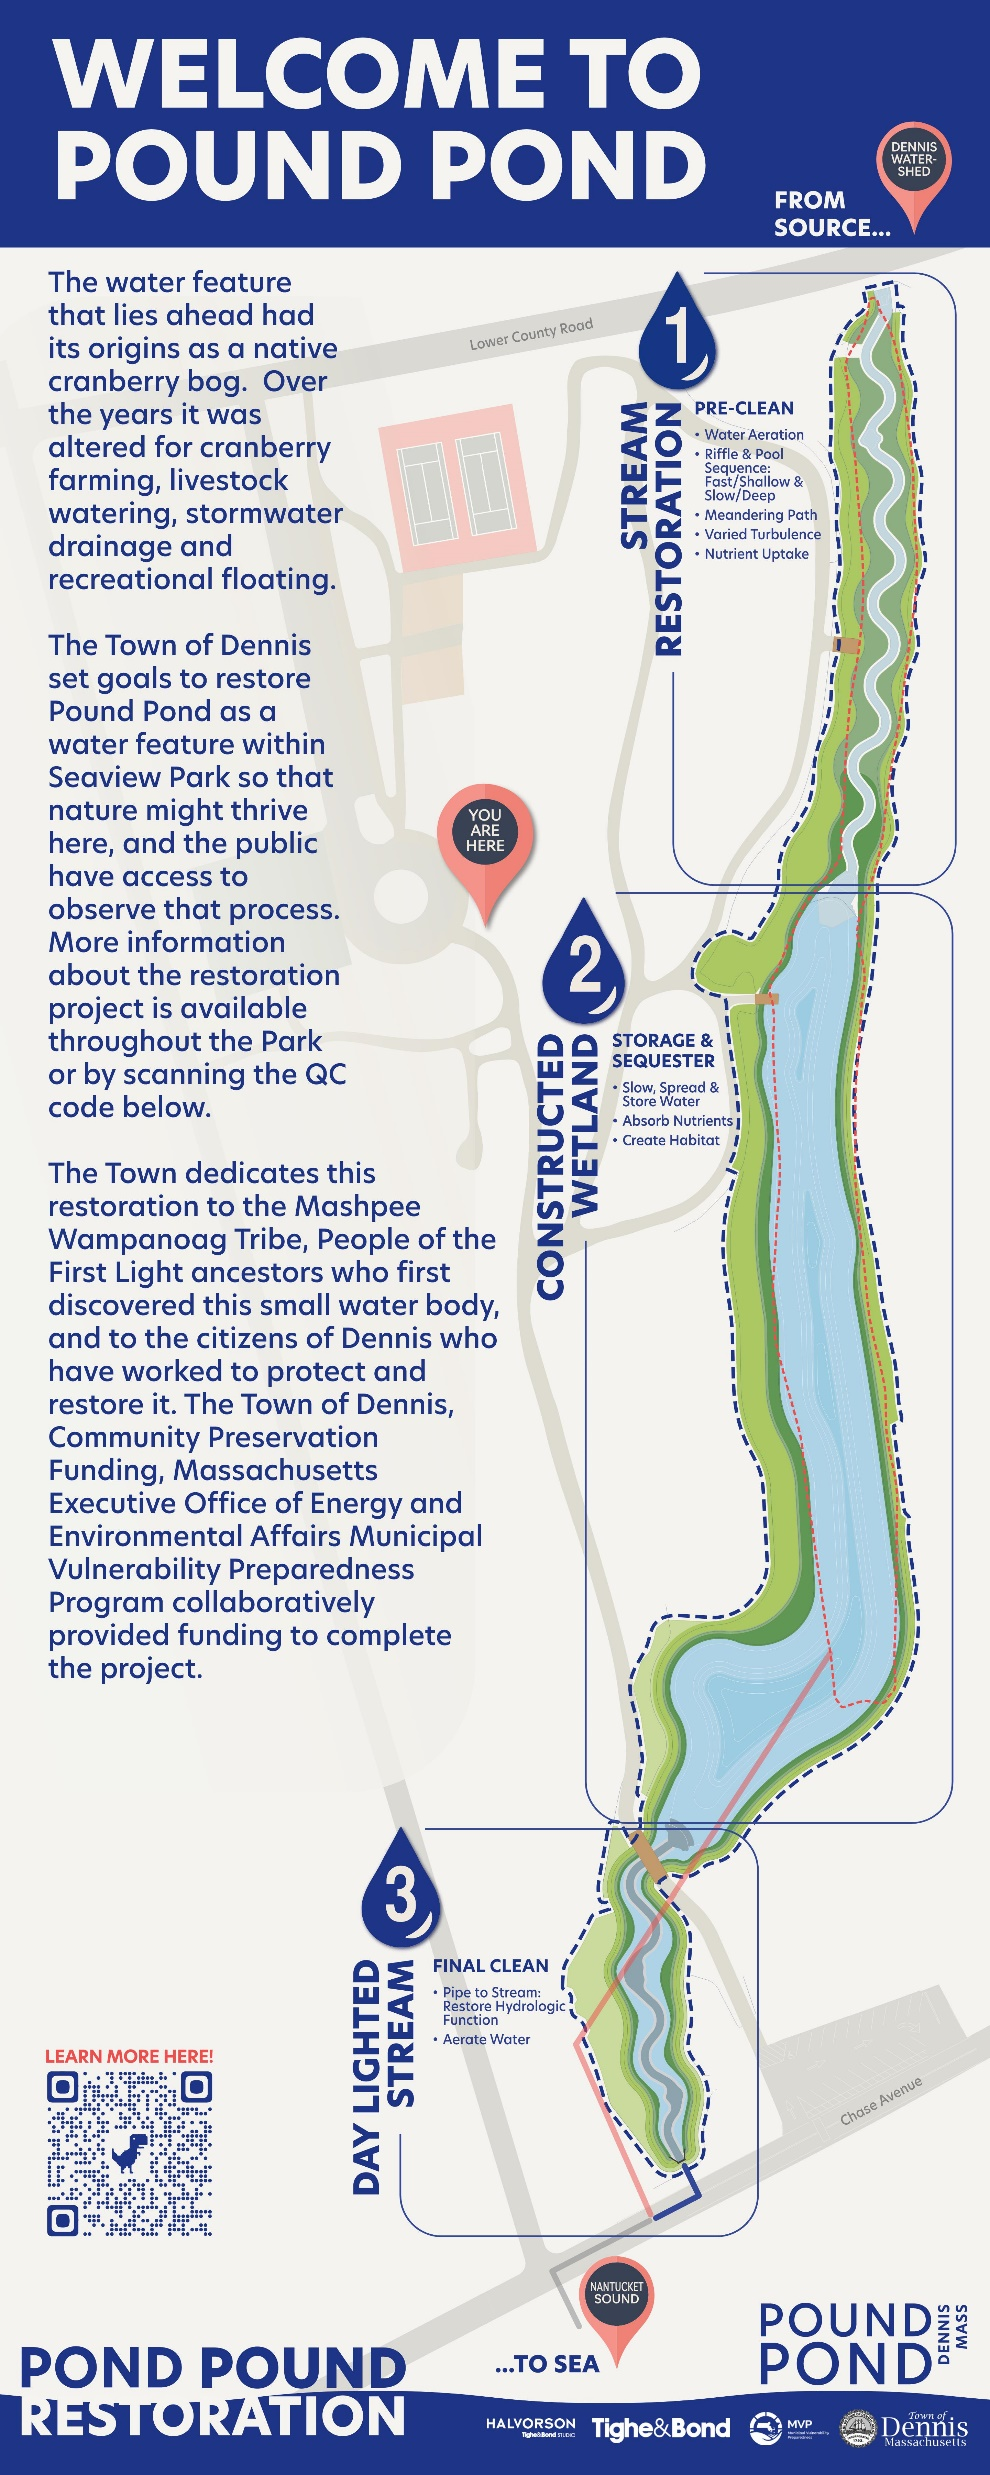 WELCOME TO
POUND POND
DENNIS
WATER-
SHED
FROM
SOURCE...
The water feature
that lies ahead had
its origins as a native
cranberry bog.  Over
the years it was
altered for cranberry
farming, livestock
watering, stormwater
drainage and
recreational floating.
The Town of Dennis
set goals to restore
Pound Pond as a
water feature within
Seaview Park so that
nature might thrive
here, and the public
have access to
observe that process.
More information
about the restoration
project is available
throughout the Park
or by scanning the QC
code below.
The Town dedicates this
restoration to the Mashpee
Wampanoag Tribe, People of the
First Light ancestors who first
discovered this small water body,
and to the citizens of Dennis who
have worked to protect and
restore it. The Town of Dennis,
Community Preservation
Funding, Massachusetts
Executive Office of Energy and
Environmental Affairs Municipal
Vulnerability Preparedness
Program collaboratively
provided funding to complete
the project.
Lower County Road
1
STREAM
RESTORATION
PRE-CLEAN
• Water Aeration
• Riffle & Pool
Sequence:
Fast/Shallow &
Slow/Deep
• Meandering Path
• Varied Turbulence
• Nutrient Uptake
YOU
ARE
HERE
2
CONSTRUCTED
WETLAND
STORAGE &
SEQUESTER
• Slow, Spread &
Store Water
• Absorb Nutrients
• Create Habitat
3
DAY LIGHTED
STREAM
FINAL CLEAN
• Pipe to Stream:
Restore Hydrologic
Function
• Aerate Water
Chase Avenue
LEARN MORE HERE!
NANTUCKET
SOUND
...TO SEA
POUND
POND
DENNIS
MASS
POND POUND
RESTORATION
HALVORSON
Tighe&Bond STUDIO
Tighe&Bond
MVP
Municipal Vulnerability
Preparedness
Town of
Dennis
Massachusetts